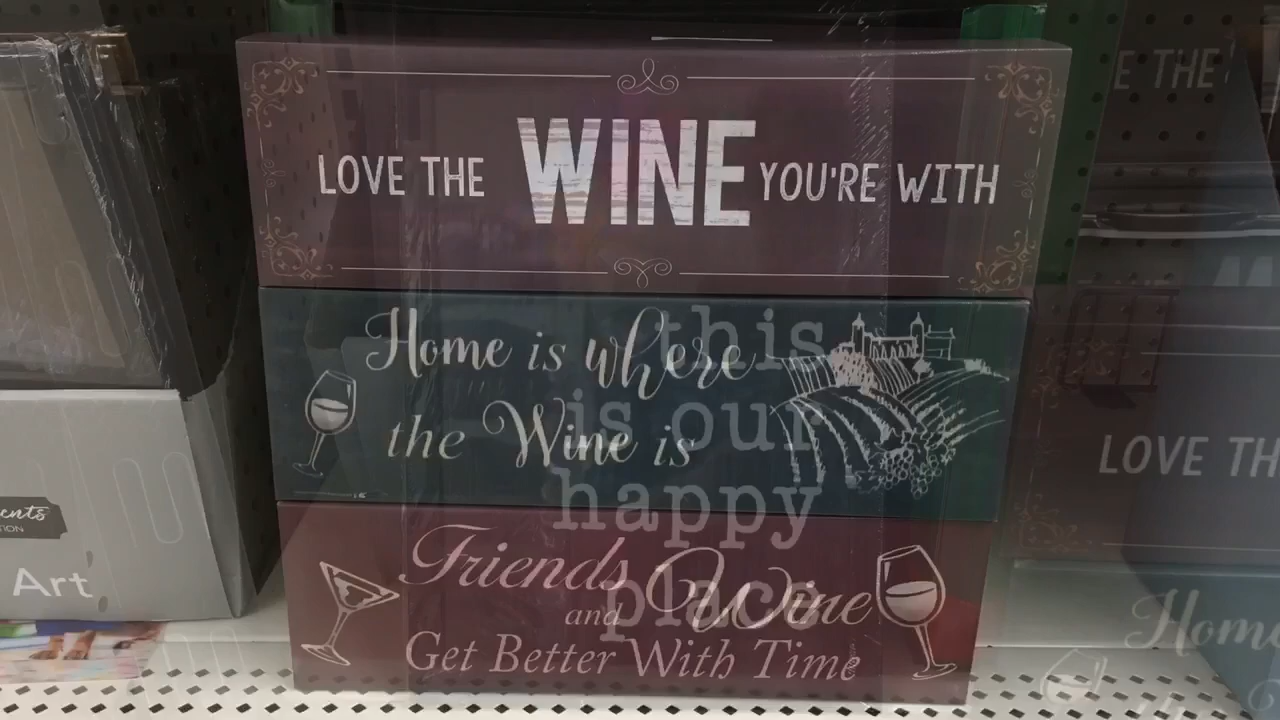 LOVE THE WINE YOU'RE WITH
Home is where
the Wine is
Friends
and Wine
Get Better With Time
this
is our
happy
place
Art
E THE
LOVE TH
Home